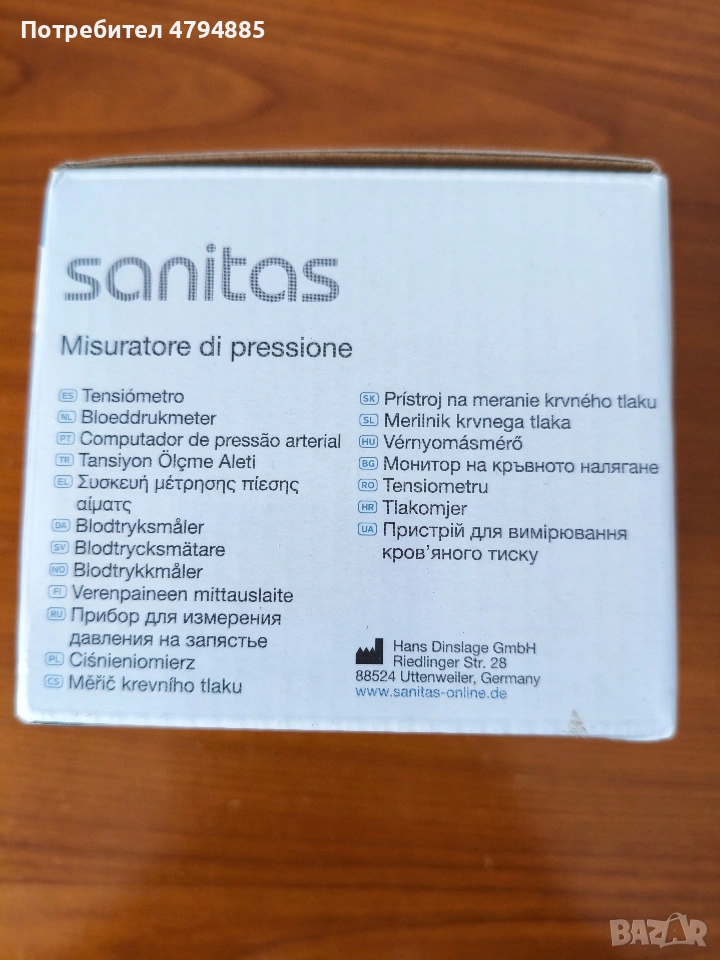 Потребител 4794885
sanitas
Misuratore di pressione
ES Tensiómetro
NL Bloeddrukmeter
PT Computador de pressão arterial
TR Tansiyon Ölçme Aleti
EL Συσκευή μέτρησης πίεσης
αίματς
DA Blodtryksmåler
SV Blodtrycksmätare
NO Blodtrykkmåler
FI Verenpaineen mittauslaite
RU Прибор для измерения
давления на запястье
PL Ciśnieniomierz
CS Měřič krevního tlaku
SK Prístroj na meranie krvného tlaku
SL Merilnik krvnega tlaka
HU Vérnyomásmérő
BG Монитор на кръвното налягане
RO Tensiometru
HR Tlakomjer
UA Пристрій для вимірювання
кров'яного тиску
Hans Dinslage GmbH
Riedlinger Str. 28
88524 Uttenweiler, Germany
www.sanitas-online.de
BAZAR